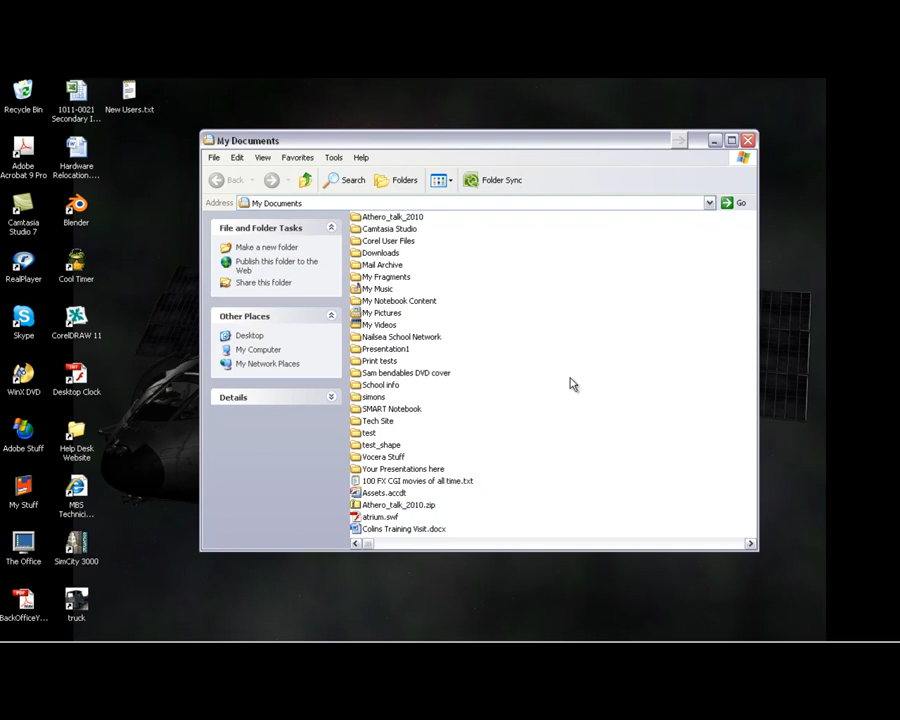 Recycle Bin
1011-0021
Secondary I...
New Users.txt
Adobe
Acrobat 9 Pro
Hardware
Relocation....
Camtasia
Studio 7
Blender
RealPlayer
Cool Timer
Skype
CorelDRAW 11
WinX DVD
Desktop Clock
Adobe Stuff
Help Desk
Website
My Stuff
MBS
Technici...
The Office
SimCity 3000
BackOfficeY...
truck
My Documents
File Edit View Favorites Tools Help
Back Search Folders Folder Sync
Address My Documents Go
File and Folder Tasks
Make a new folder
Publish this folder to the
Web
Share this folder
Other Places
Desktop
My Computer
My Network Places
Details
Athero_talk_2010
Camtasia Studio
Corel User Files
Downloads
Mail Archive
My Fragments
My Music
My Notebook Content
My Pictures
My Videos
Nailsea School Network
Presentation1
Print tests
Sam bendables DVD cover
School info
simons
SMART Notebook
Tech Site
test
test_shape
Vocera Stuff
Your Presentations here
100 FX CGI movies of all time.txt
Assets.accdt
Athero_talk_2010.zip
atrium.swf
Colins Training Visit.docx